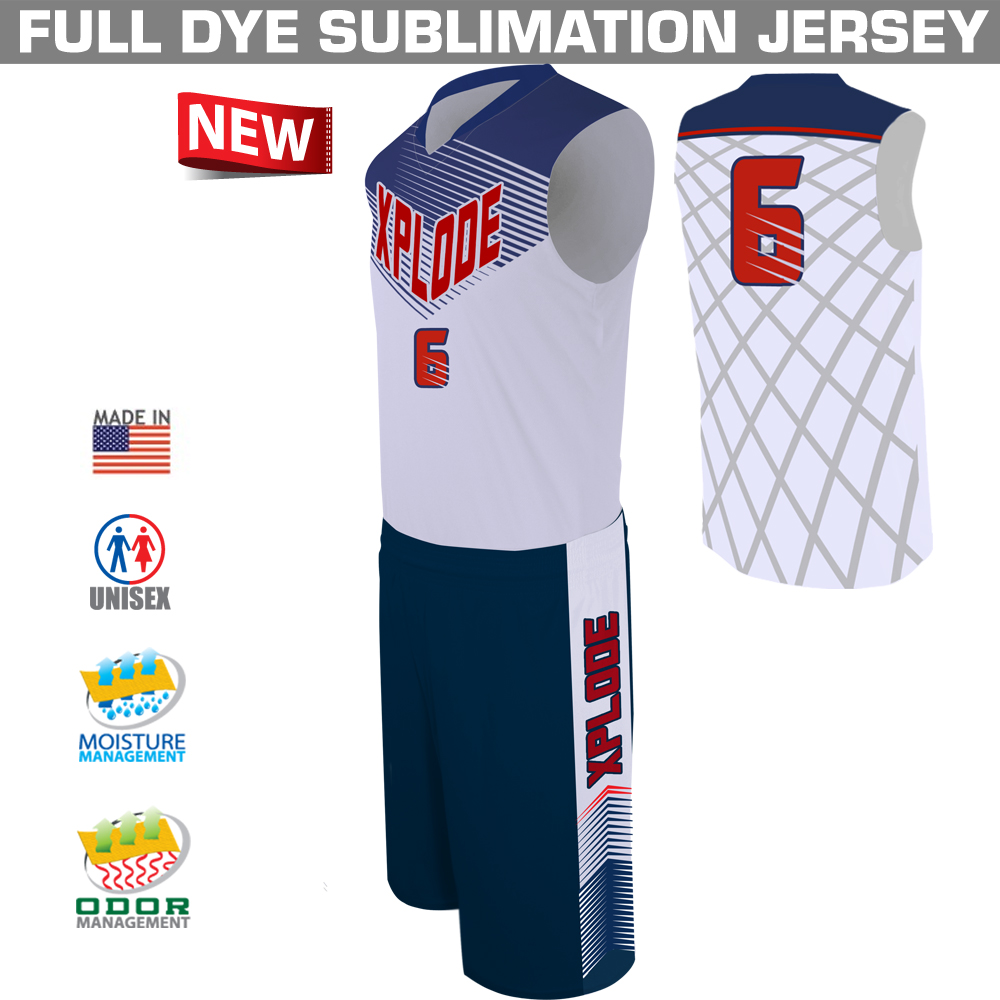 FULL DYE SUBLIMATION JERSEY
NEW
XPLODE
6
6
MADE IN
UNISEX
XPLODE
MOISTURE
MANAGEMENT
ODOR
MANAGEMENT